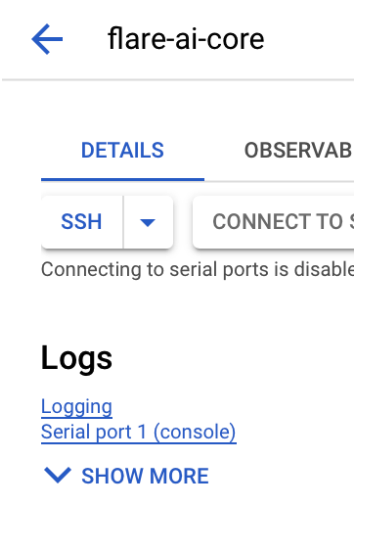 flare-ai-core
DETAILS OBSERVAB
SSH CONNECT TO
Connecting to serial ports is disable
Logs
Logging
Serial port 1 (console)
SHOW MORE